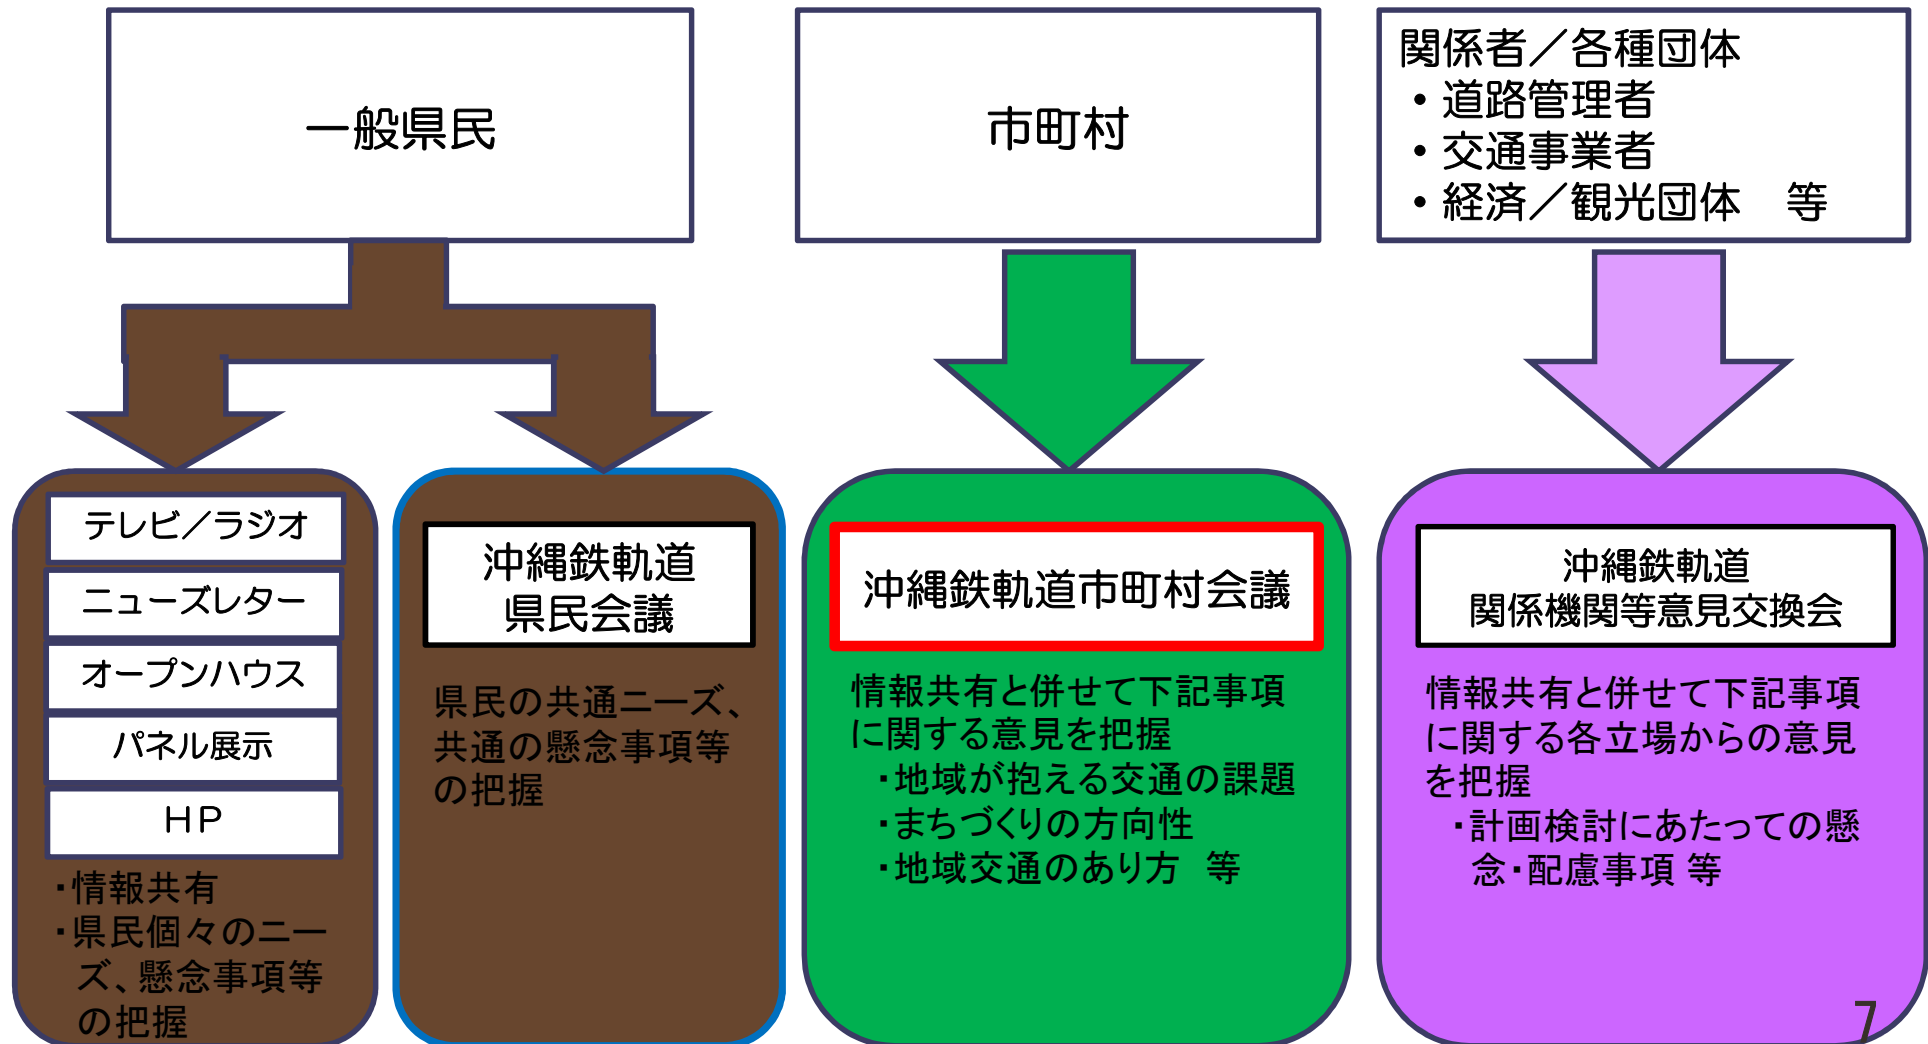 一般県民
市町村
関係者／各種団体
・道路管理者
・交通事業者
・経済／観光団体　等
テレビ／ラジオ
ニューズレター
オープンハウス
パネル展示
ＨＰ
・情報共有
・県民個々のニー
ズ、懸念事項等
の把握
沖縄鉄軌道
県民会議
県民の共通ニーズ、
共通の懸念事項等
の把握
沖縄鉄軌道市町村会議
情報共有と併せて下記事項
に関する意見を把握
・地域が抱える交通の課題
・まちづくりの方向性
・地域交通のあり方　等
沖縄鉄軌道
関係機関等意見交換会
情報共有と併せて下記事項
に関する各立場からの意見
を把握
・計画検討にあたっての懸
念・配慮事項 等
7